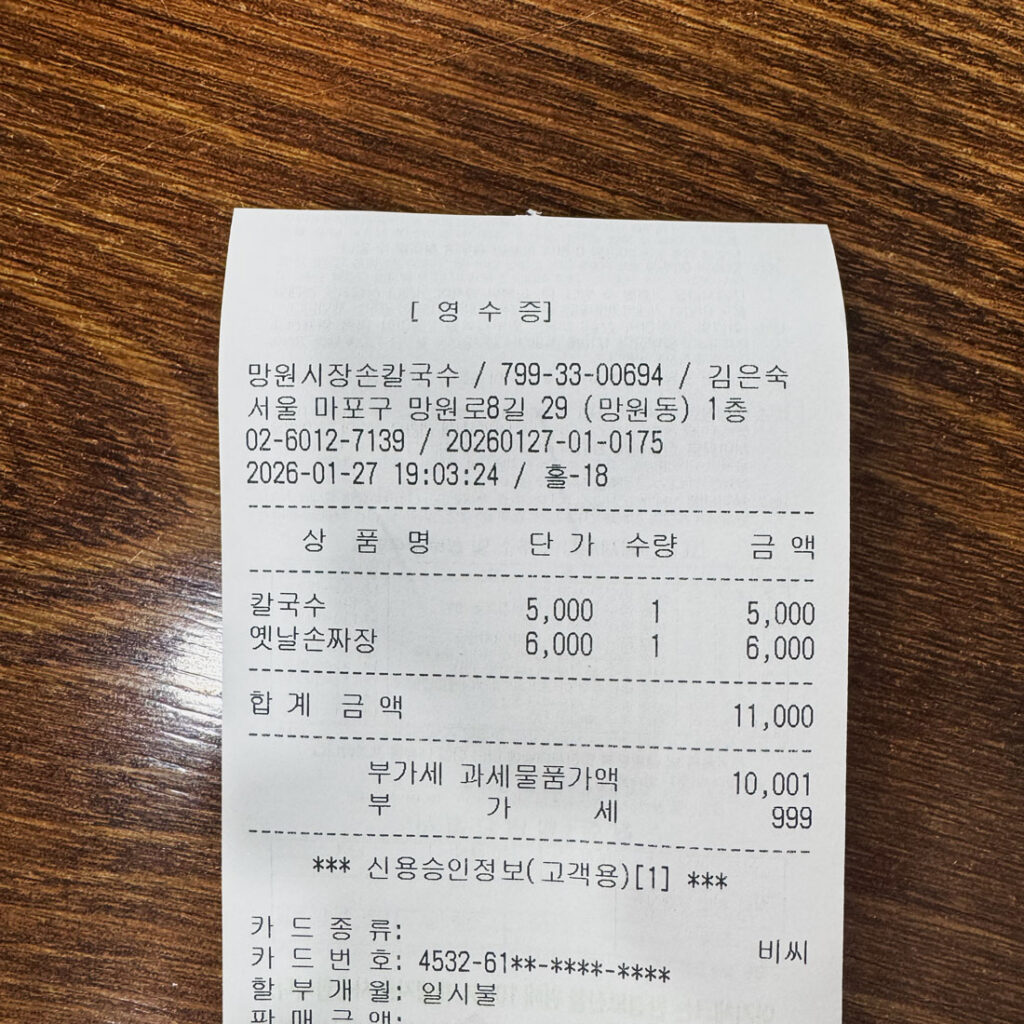 [ 영 수 증]
망원시장손칼국수 / 799-33-00694 / 김은숙
서울 마포구 망원로8길 29 (망원동) 1층
02-6012-7139 / 20260127-01-0175
2026-01-27 19:03:24 / 홀-18
상 품 명 단 가 수량 금 액
칼국수 5,000 1 5,000
옛날손짜장 6,000 1 6,000
합 계 금 액 11,000
부가세 과세물품가액 10,001
부 가 세 999
*** 신용승인정보(고객용)[1] ***
카 드 종 류: 비씨
카 드 번 호: 4532-61**-****-****
할 부 개 월: 일시불
판 매 금 액: